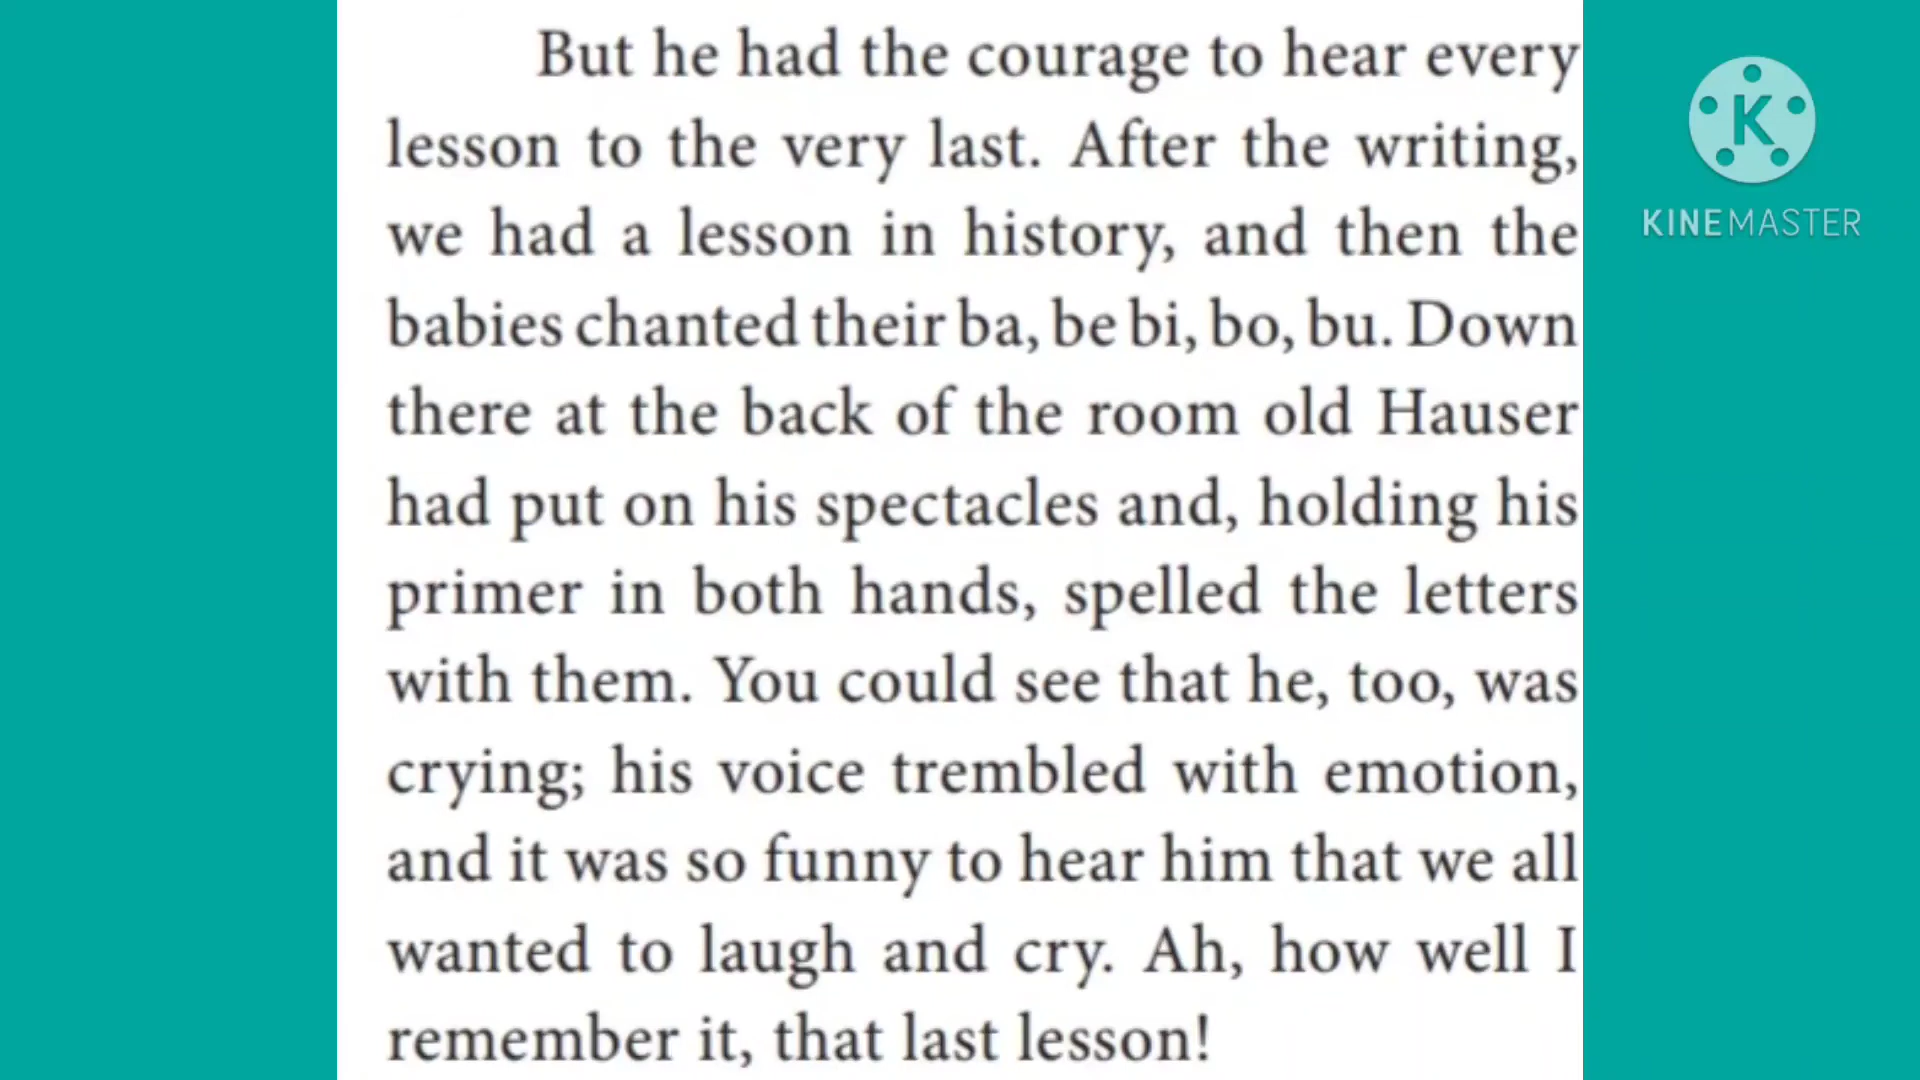 But he had the courage to hear every
lesson to the very last. After the writing,
we had a lesson in history, and then the
babies chanted their ba, be bi, bo, bu. Down
there at the back of the room old Hauser
had put on his spectacles and, holding his
primer in both hands, spelled the letters
with them. You could see that he, too, was
crying; his voice trembled with emotion,
and it was so funny to hear him that we all
wanted to laugh and cry. Ah, how well I
remember it, that last lesson!
K
KINEMASTER